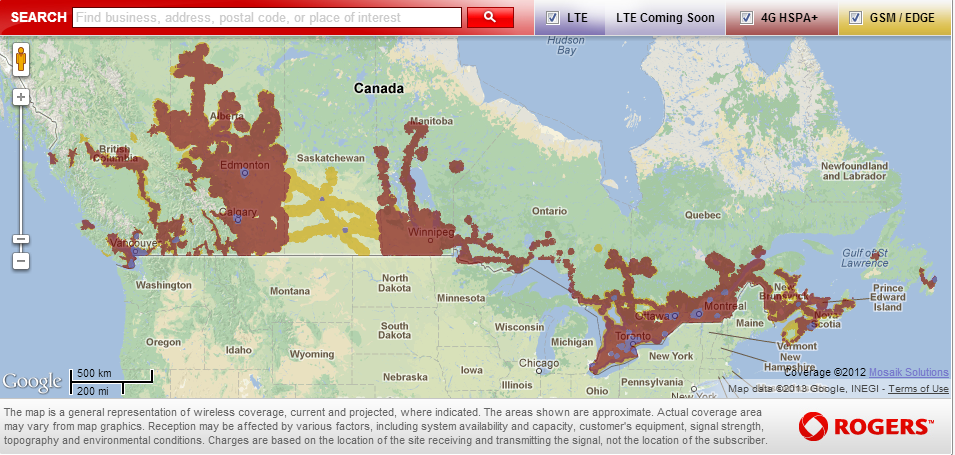 SEARCH Find business, address, postal code, or place of interest LTE LTE Coming Soon 4G HSPA+ GSM / EDGE
Hudson
Bay
Canada
Alberta
Manitoba
British
Columbia
Saskatchewan
Edmonton
Newfoundland
and Labrador
Calgary
Ontario
Quebec
Winnipeg
Vancouver
Gulf of St
Lawrence
Washington
North
Dakota
Montana
Minnesota
New
Brunswick
Prince
Edward
Island
Montreal
Ottawa
Nova
Scotia
Maine
Oregon
Idaho
South
Dakota
Wisconsin
Michigan
Toronto
Vermont
New
Hampshire
Wyoming
New York
Iowa
Chicago
Nebraska
Illinois
Ohio
Pennsylvania
New York
Google
500 km
200 mi
Coverage ©2012 Mosaik Solutions
Map data ©2013 Google, INEGI - Terms of Use
The map is a general representation of wireless coverage, current and projected, where indicated. The areas shown are approximate. Actual coverage area
may vary from map graphics. Reception may be affected by various factors, including system availability and capacity, customer's equipment, signal strength,
topography and environmental conditions. Charges are based on the location of the site receiving and transmitting the signal, not the location of the subscriber.
ROGERS™